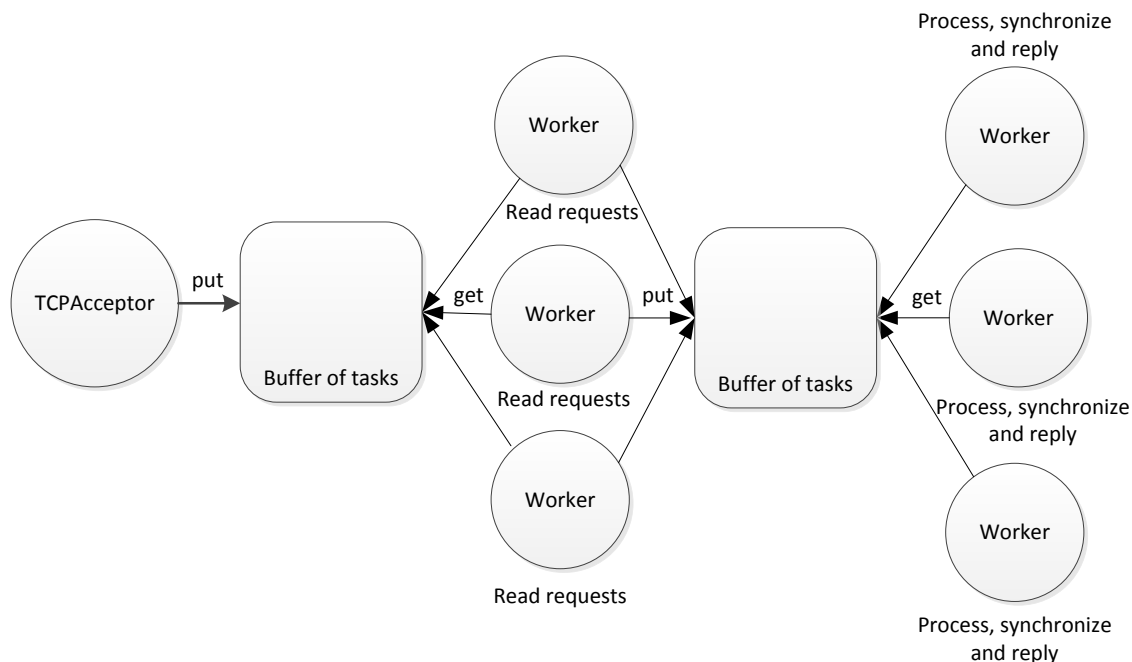 TCPAcceptor
put
Buffer of tasks
Worker
Read requests
get
Worker
put
Read requests
Worker
Read requests
Buffer of tasks
Process, synchronize
and reply
Worker
get
Worker
Process, synchronize
and reply
Worker
Process, synchronize
and reply